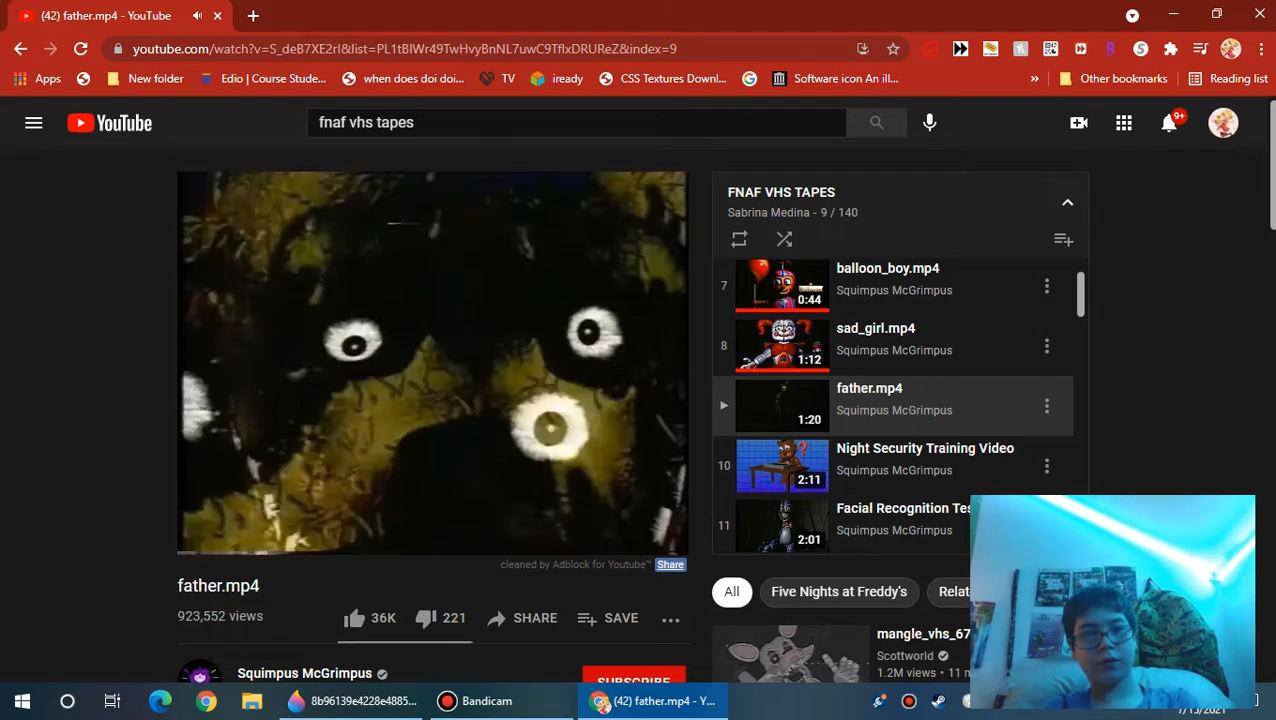 (42) father.mp4 - YouTube
youtube.com/watch?v=S_deB7XE2rI&list=PL1tBIWr49TwHvyBnNL7uwC9TflxDRUReZ&index=9
Apps
New folder
Edio | Course Stude...
when does doi doi...
TV
iready
CSS Textures Downl...
Software icon An ill...
»
Other bookmarks
Reading list
YouTube
fnaf vhs tapes
9+
FNAF VHS TAPES
Sabrina Medina - 9 / 140
7
balloon_boy.mp4
Squimpus McGrimpus
0:44
8
sad_girl.mp4
Squimpus McGrimpus
1:12
father.mp4
Squimpus McGrimpus
1:20
10
Night Security Training Video
Squimpus McGrimpus
2:11
11
Facial Recognition Tes
Squimpus McGrimpus
2:01
cleaned by Adblock for Youtube™ Share
father.mp4
923,552 views
36K
221
SHARE
SAVE
All
Five Nights at Freddy's
Relat
mangle_vhs_67
Scottworld
1.2M views • 11 m
Squimpus McGrimpus
SUBSCRIBE
8b96139e4228e4885...
Bandicam
(42) father.mp4 - Y...
7/15/2021